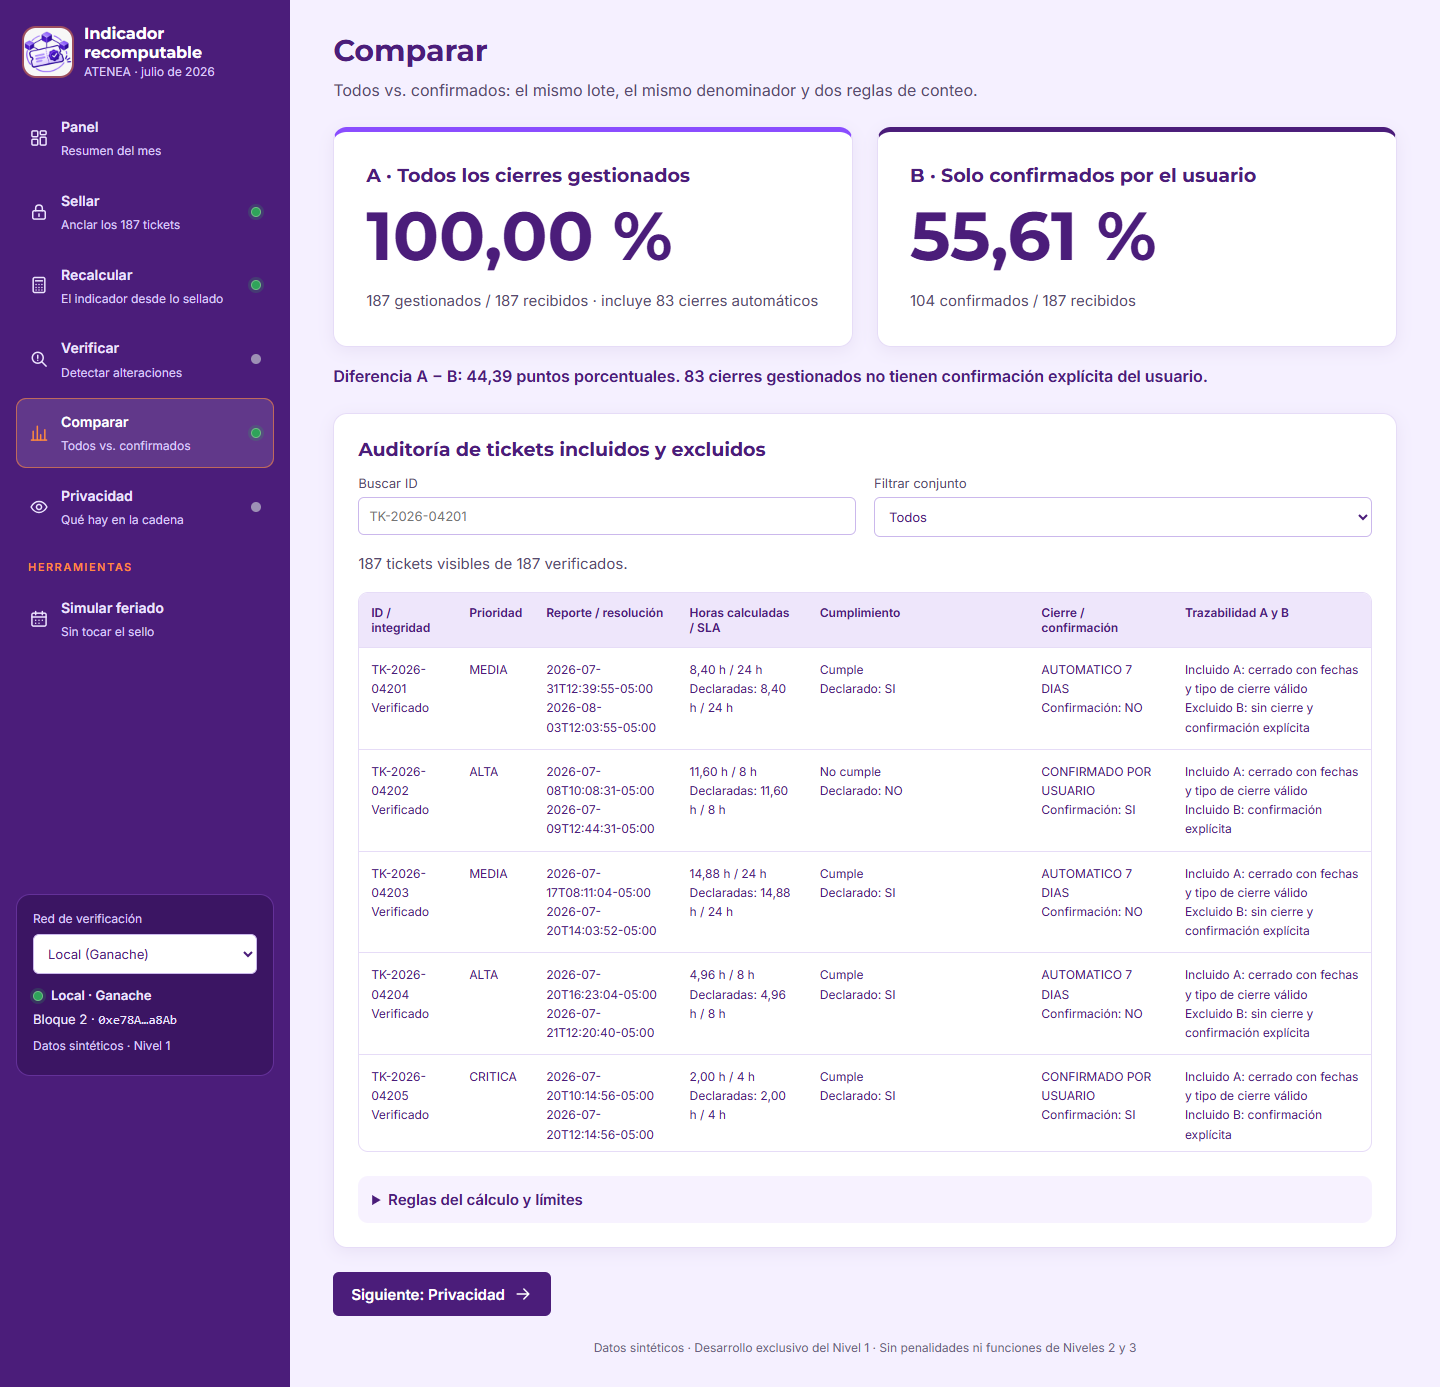 Indicador
recomputable
ATENEA · julio de 2026
Panel
Resumen del mes
Sellar
Anclar los 187 tickets
Recalcular
El indicador desde lo sellado
Verificar
Detectar alteraciones
Comparar
Todos vs. confirmados
Privacidad
Qué hay en la cadena
HERRAMIENTAS
Simular feriado
Sin tocar el sello
Red de verificación
Local (Ganache)
Local · Ganache
Bloque 2 · 0xe78A…a8Ab
Datos sintéticos · Nivel 1
Comparar
Todos vs. confirmados: el mismo lote, el mismo denominador y dos reglas de conteo.
A · Todos los cierres gestionados
100,00 %
187 gestionados / 187 recibidos · incluye 83 cierres automáticos
B · Solo confirmados por el usuario
55,61 %
104 confirmados / 187 recibidos
Diferencia A − B: 44,39 puntos porcentuales. 83 cierres gestionados no tienen confirmación explícita del usuario.
Auditoría de tickets incluidos y excluidos
Buscar ID
TK-2026-04201
Filtrar conjunto
Todos
187 tickets visibles de 187 verificados.
ID /
integridad
Prioridad
Reporte / resolución
Horas calculadas
/ SLA
Cumplimiento
Cierre /
confirmación
Trazabilidad A y B
TK-2026-
04201
Verificado
MEDIA
2026-07-
31T12:39:55-05:00
2026-08-
03T12:03:55-05:00
8,40 h / 24 h
Declaradas: 8,40
h / 24 h
Cumple
Declarado: SI
AUTOMATICO 7
DIAS
Confirmación: NO
Incluido A: cerrado con fechas
y tipo de cierre válido
Excluido B: sin cierre y
confirmación explícita
TK-2026-
04202
Verificado
ALTA
2026-07-
08T10:08:31-05:00
2026-07-
09T12:44:31-05:00
11,60 h / 8 h
Declaradas: 11,60
h / 8 h
No cumple
Declarado: NO
CONFIRMADO POR
USUARIO
Confirmación: SI
Incluido A: cerrado con fechas
y tipo de cierre válido
Incluido B: confirmación
explícita
TK-2026-
04203
Verificado
MEDIA
2026-07-
17T08:11:04-05:00
2026-07-
20T14:03:52-05:00
14,88 h / 24 h
Declaradas: 14,88
h / 24 h
Cumple
Declarado: SI
AUTOMATICO 7
DIAS
Confirmación: NO
Incluido A: cerrado con fechas
y tipo de cierre válido
Excluido B: sin cierre y
confirmación explícita
TK-2026-
04204
Verificado
ALTA
2026-07-
20T16:23:04-05:00
2026-07-
21T12:20:40-05:00
4,96 h / 8 h
Declaradas: 4,96
h / 8 h
Cumple
Declarado: SI
AUTOMATICO 7
DIAS
Confirmación: NO
Incluido A: cerrado con fechas
y tipo de cierre válido
Excluido B: sin cierre y
confirmación explícita
TK-2026-
04205
Verificado
CRITICA
2026-07-
20T10:14:56-05:00
2026-07-
20T12:14:56-05:00
2,00 h / 4 h
Declaradas: 2,00
h / 4 h
Cumple
Declarado: SI
CONFIRMADO POR
USUARIO
Confirmación: SI
Incluido A: cerrado con fechas
y tipo de cierre válido
Incluido B: confirmación
explícita
Reglas del cálculo y límites
Siguiente: Privacidad
Datos sintéticos · Desarrollo exclusivo del Nivel 1 · Sin penalidades ni funciones de Niveles 2 y 3